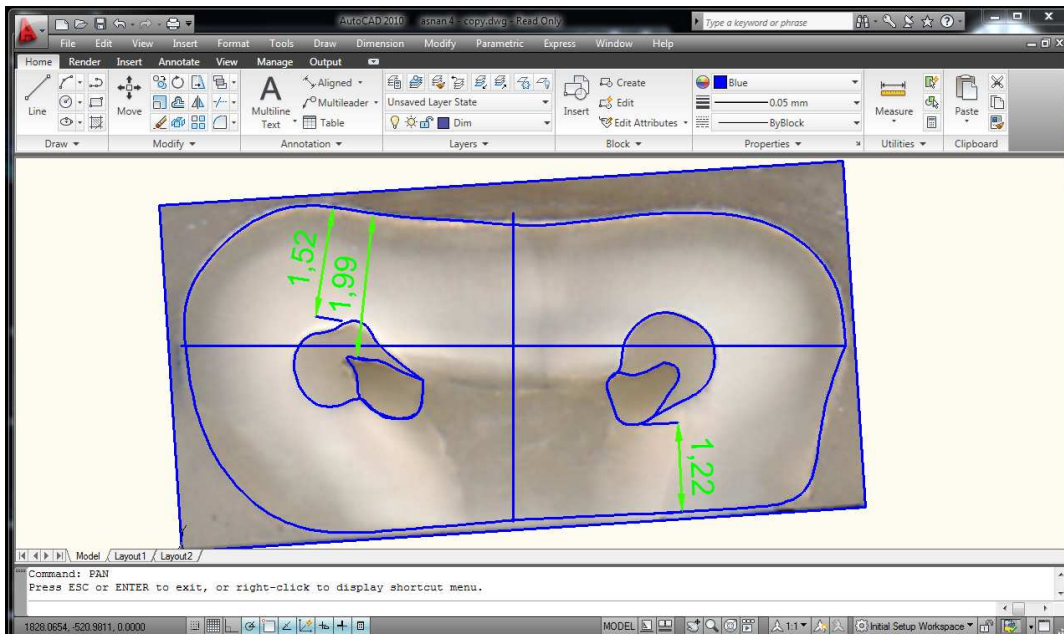 AutoCAD 2010 asnan 4 - copy.dwg - Read Only
Type a keyword or phrase
File Edit View Insert Format Tools Draw Dimension Modify Parametric Express Window Help
Home Render Insert Annotate View Manage Output
Line
Move
A
Multiline
Text
Aligned
Multileader
Table
Unsaved Layer State
Dim
Insert
Create
Edit
Edit Attributes
Blue
0.05 mm
ByBlock
Measure
Paste
Draw Modify Annotation Layers Block Properties Utilities Clipboard
1,52
1,99
1,22
Model Layout1 Layout2
Command: PAN
Press ESC or ENTER to exit, or right-click to display shortcut menu.
1828.0654, -520.9811, 0.0000 MODEL 1:1 Initial Setup Workspace